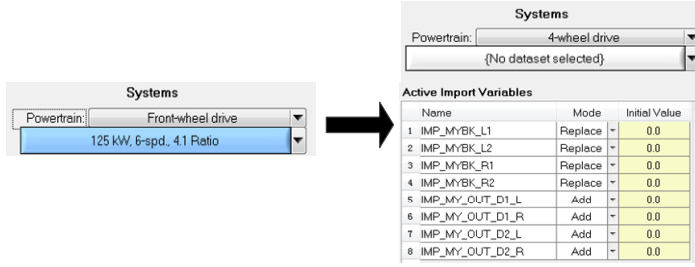 Systems
Powertrain: Front-wheel drive
125 kW, 6-spd., 4.1 Ratio
Systems
Powertrain: 4-wheel drive
{No dataset selected}
Active Import Variables
Name Mode Initial Value
1 IMP_MYBK_L1 Replace 0.0
2 IMP_MYBK_L2 Replace 0.0
3 IMP_MYBK_R1 Replace 0.0
4 IMP_MYBK_R2 Replace 0.0
5 IMP_MY_OUT_D1_L Add 0.0
6 IMP_MY_OUT_D1_R Add 0.0
7 IMP_MY_OUT_D2_L Add 0.0
8 IMP_MY_OUT_D2_R Add 0.0